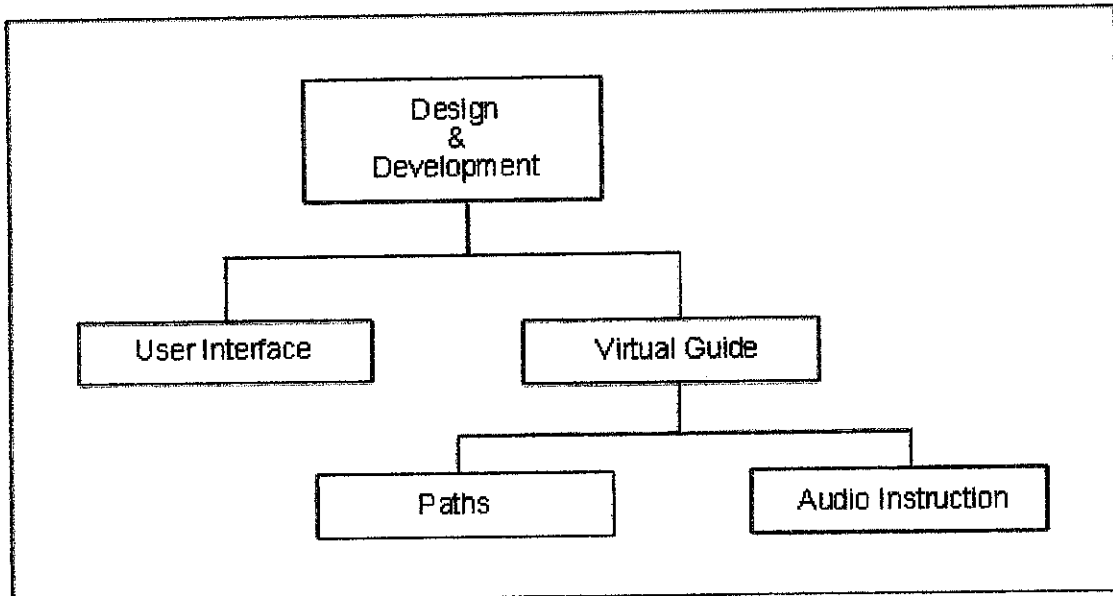 Design
&
Development
User Interface
Virtual Guide
Paths
Audio Instruction